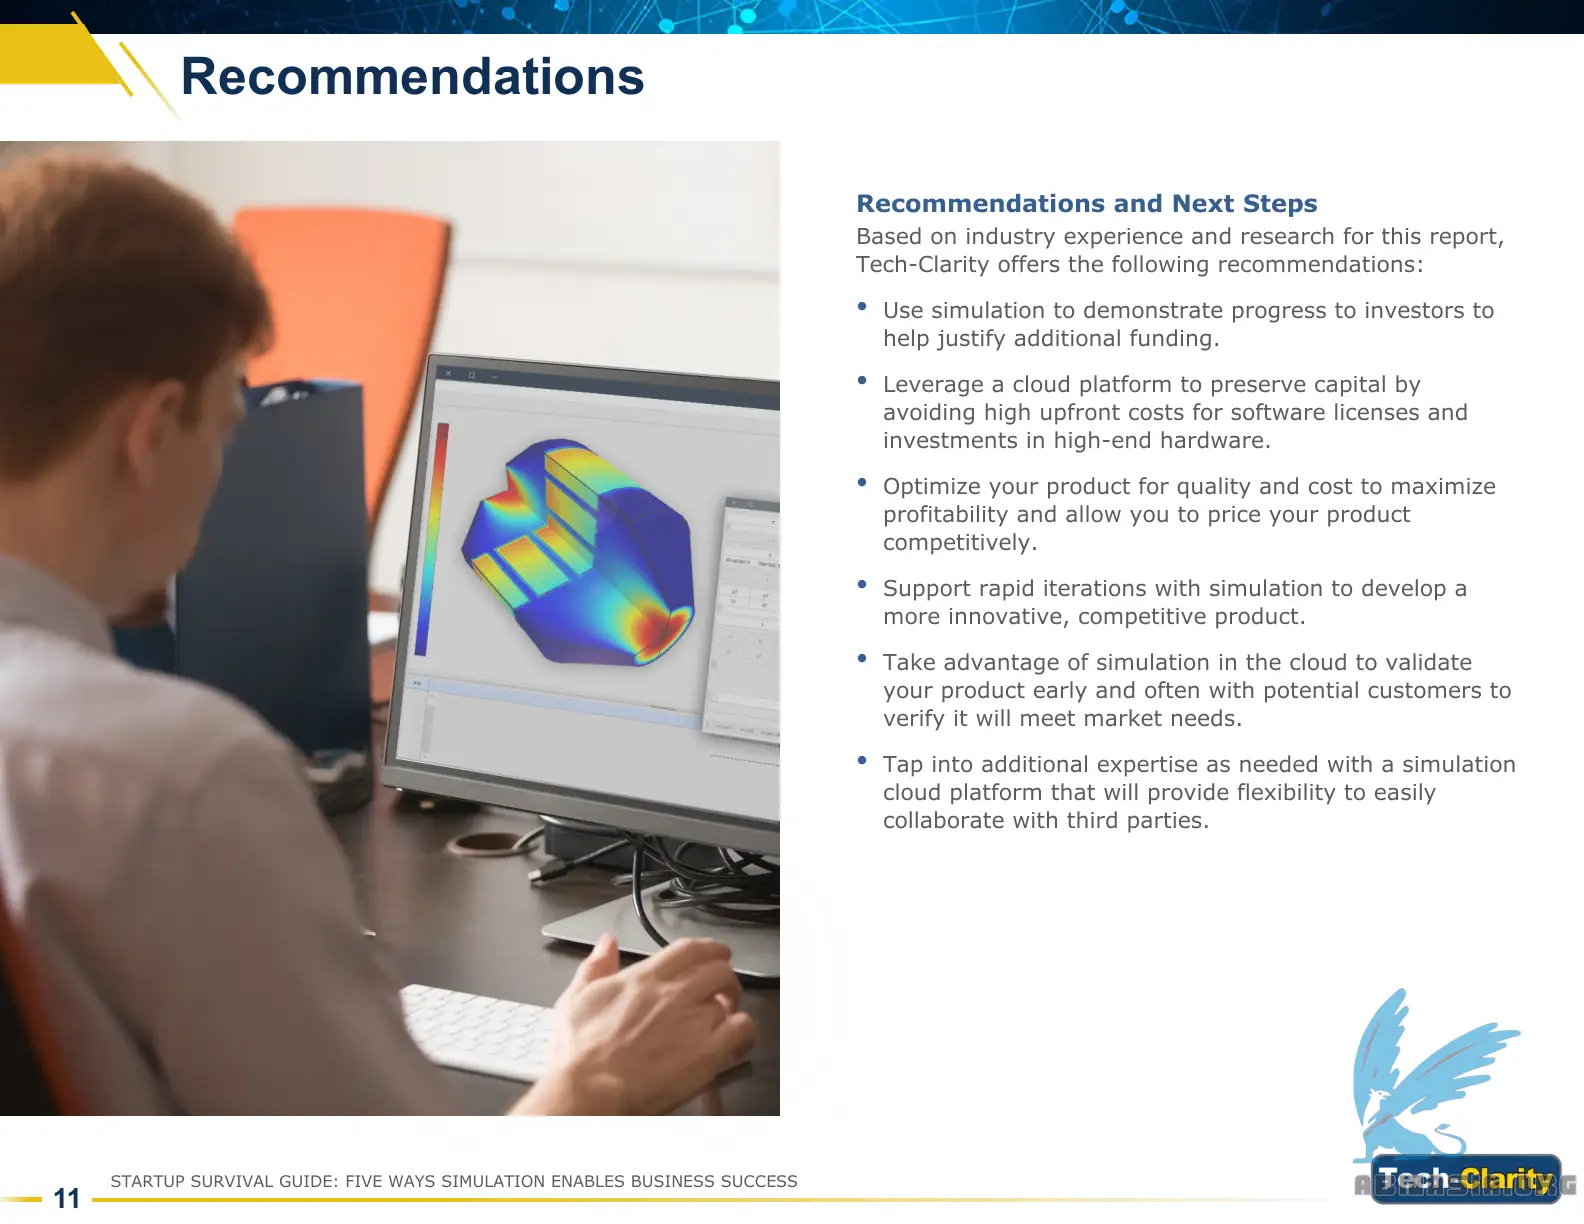 Recommendations
Recommendations and Next Steps
Based on industry experience and research for this report,
Tech-Clarity offers the following recommendations:
• Use simulation to demonstrate progress to investors to
help justify additional funding.
• Leverage a cloud platform to preserve capital by
avoiding high upfront costs for software licenses and
investments in high-end hardware.
• Optimize your product for quality and cost to maximize
profitability and allow you to price your product
competitively.
• Support rapid iterations with simulation to develop a
more innovative, competitive product.
• Take advantage of simulation in the cloud to validate
your product early and often with potential customers to
verify it will meet market needs.
• Tap into additional expertise as needed with a simulation
cloud platform that will provide flexibility to easily
collaborate with third parties.
>>
Tech-Clarity
11
STARTUP SURVIVAL GUIDE: FIVE WAYS SIMULATION ENABLES BUSINESS SUCCESS